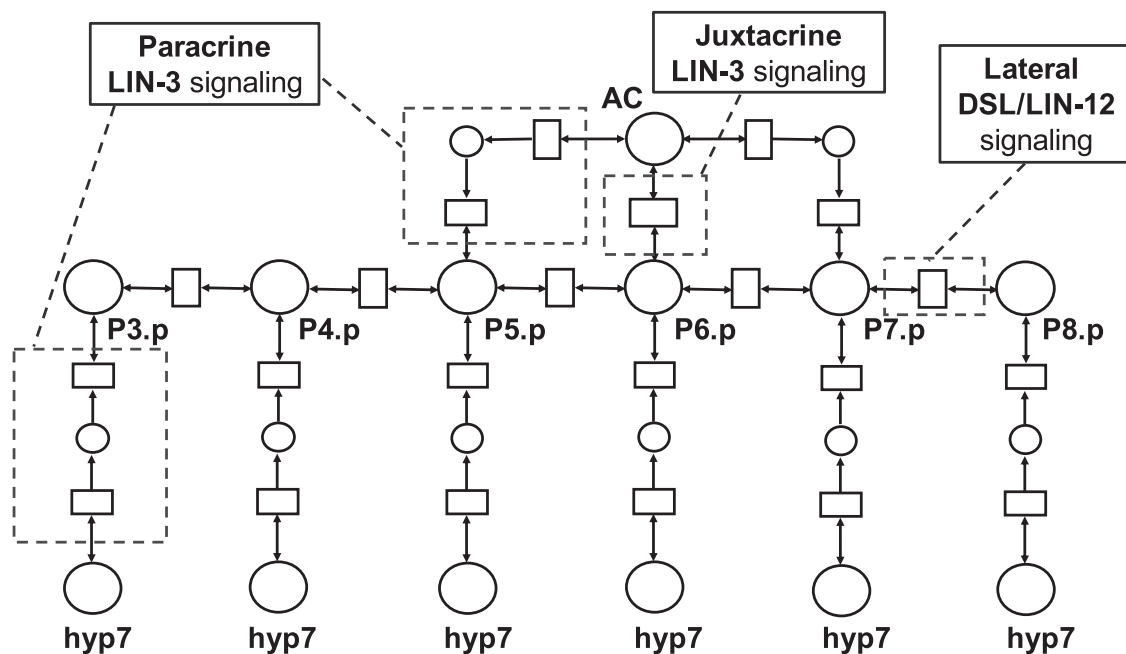 Paracrine
LIN-3 signaling
Juxtacrine
LIN-3 signaling
Lateral
DSL/LIN-12
signaling
AC
P3.p
P4.p
P5.p
P6.p
P7.p
P8.p
hyp7
hyp7
hyp7
hyp7
hyp7
hyp7